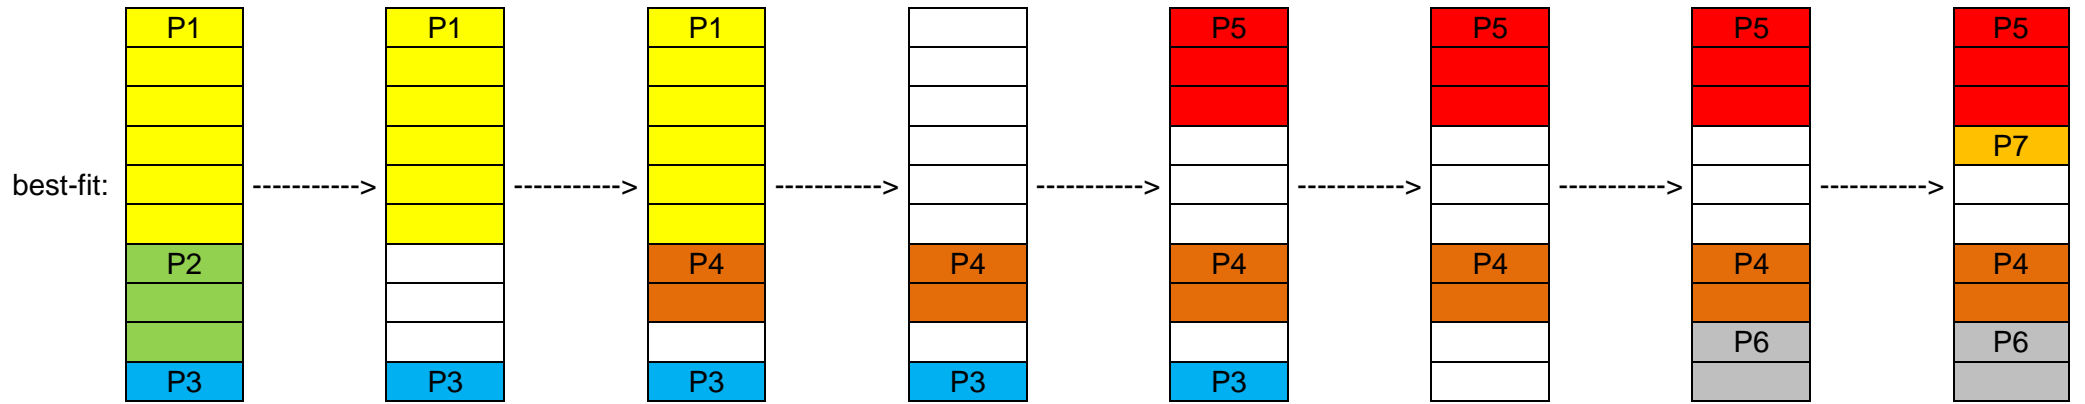 P1 P1 P1 P5 P5 P5 P5
P7
best-fit: -----------> -----------> -----------> -----------> -----------> -----------> ----------->
P2 P4 P4 P4 P4 P4 P4
P6 P6
P3 P3 P3 P3 P3